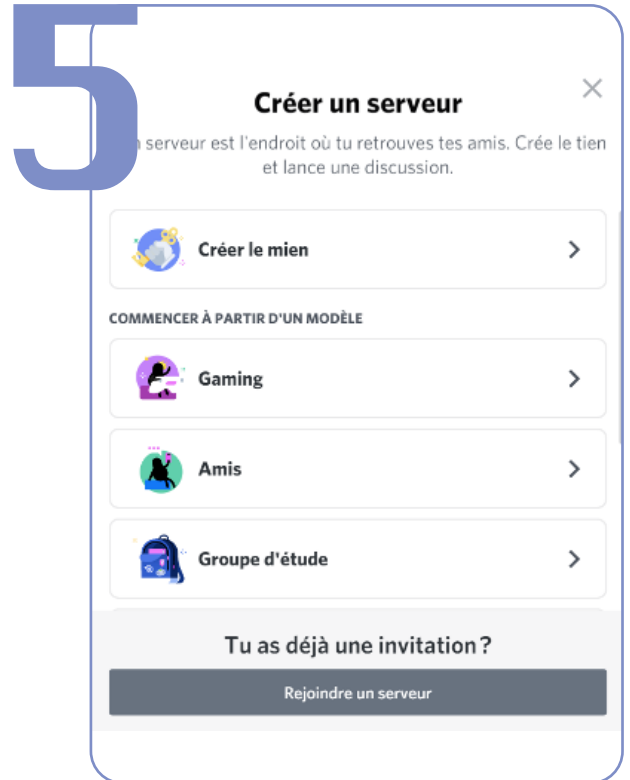 5
Créer un serveur
serveur est l'endroit où tu retrouves tes amis. Crée le tien
et lance une discussion.
Créer le mien
COMMENCER À PARTIR D'UN MODÈLE
Gaming
Amis
Groupe d'étude
Tu as déjà une invitation ?
Rejoindre un serveur